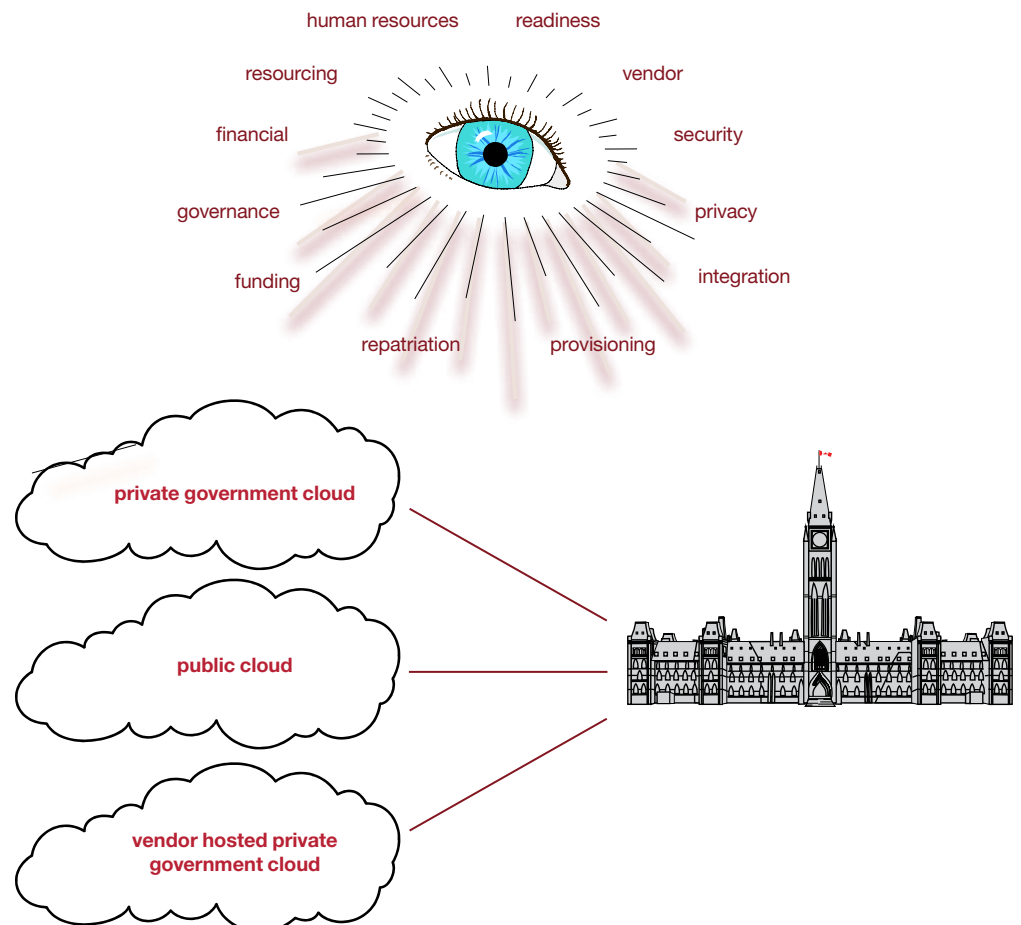 human resources
readiness
resourcing
vendor
financial
security
governance
privacy
funding
integration
repatriation
provisioning
private government cloud
public cloud
vendor hosted private
government cloud